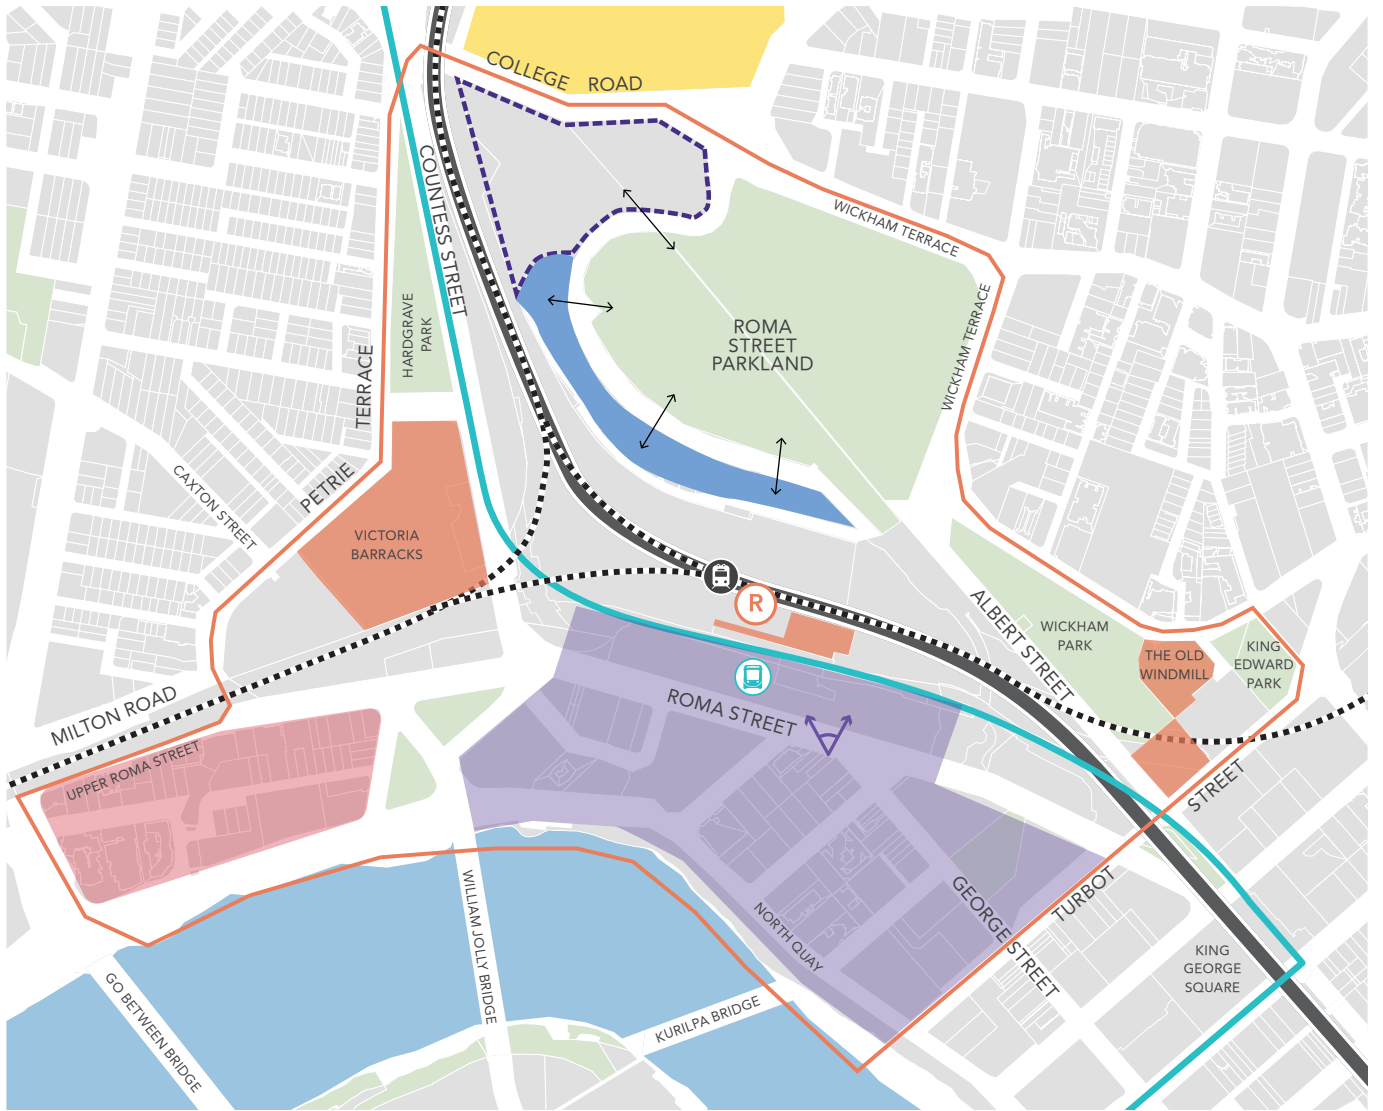 COLLEGE ROAD
COUNTESS STREET
WICKHAM TERRACE
WICKHAM TERRACE
HARDGRAVE
PARK
ROMA
STREET
PARKLAND
PETRIE TERRACE
CAXTON STREET
VICTORIA
BARRACKS
R
ALBERT STREET
WICKHAM
PARK
THE OLD
WINDMILL
KING
EDWARD
PARK
MILTON ROAD
UPPER ROMA STREET
ROMA STREET
TURBOT STREET
GEORGE STREET
NORTH QUAY
WILLIAM JOLLY BRIDGE
KING
GEORGE
SQUARE
GO BETWEEN BRIDGE
KURILPA BRIDGE